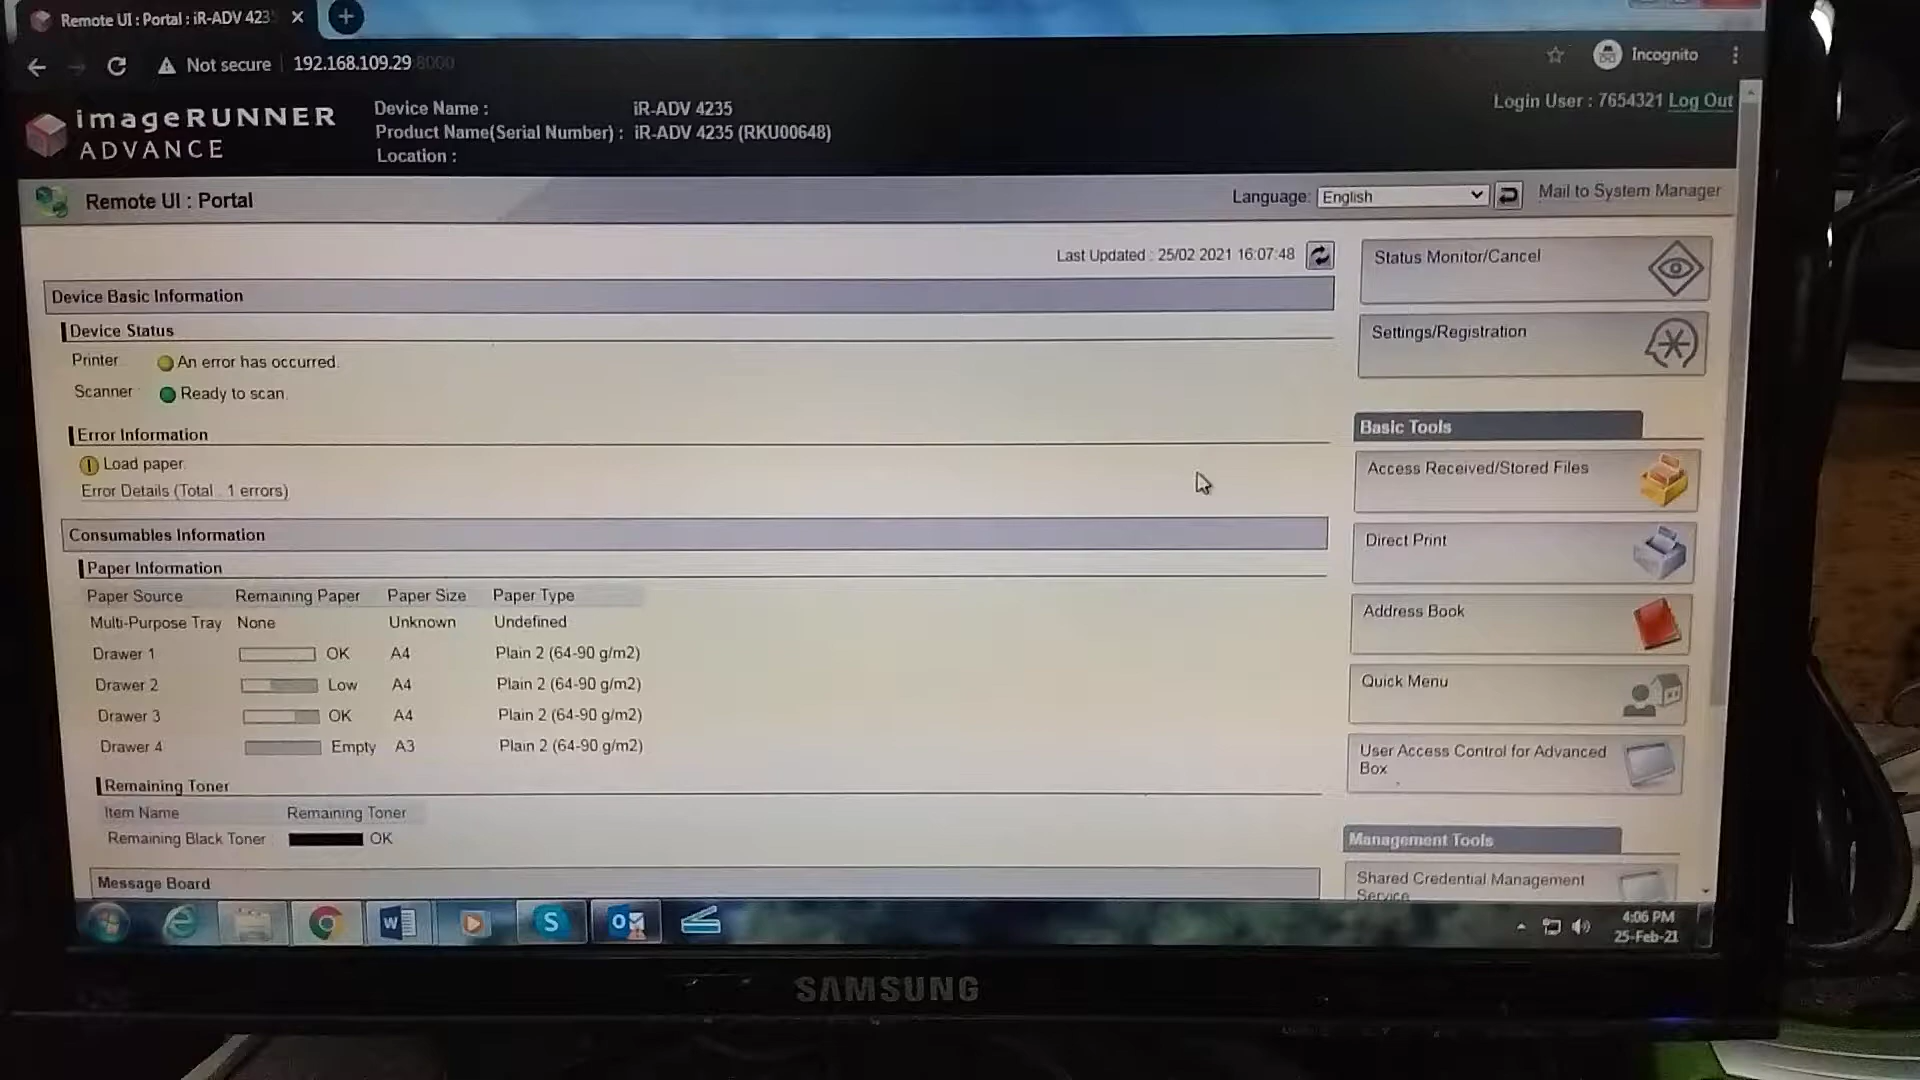 Remote UI : Portal : iR-ADV 423
Not secure 192.168.109.29:8000
Incognito
imageRUNNER
ADVANCE
Device Name : iR-ADV 4235
Product Name(Serial Number) : iR-ADV 4235 (RKU00648)
Location :
Login User : 7654321 Log Out
Remote UI : Portal
Language: English
Mail to System Manager
Last Updated : 25/02 2021 16:07:48
Device Basic Information
Device Status
Printer : An error has occurred.
Scanner : Ready to scan.
Error Information
Load paper.
Error Details (Total : 1 errors)
Consumables Information
Paper Information
Paper Source Remaining Paper Paper Size Paper Type
Multi-Purpose Tray None Unknown Undefined
Drawer 1 OK A4 Plain 2 (64-90 g/m2)
Drawer 2 Low A4 Plain 2 (64-90 g/m2)
Drawer 3 OK A4 Plain 2 (64-90 g/m2)
Drawer 4 Empty A3 Plain 2 (64-90 g/m2)
Remaining Toner
Item Name Remaining Toner
Remaining Black Toner : OK
Message Board
Status Monitor/Cancel
Settings/Registration
Basic Tools
Access Received/Stored Files
Direct Print
Address Book
Quick Menu
User Access Control for Advanced
Box
Management Tools
Shared Credential Management
Service
4:06 PM
25-Feb-21
SAMSUNG